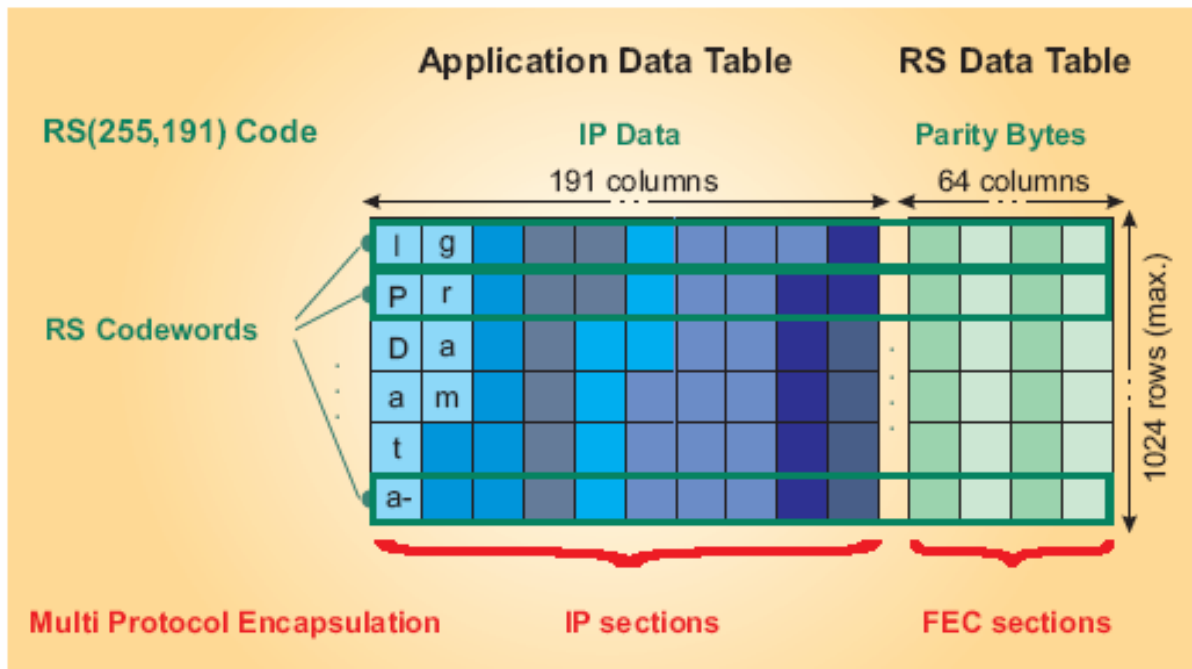 Application Data Table RS Data Table
RS(255,191) Code IP Data Parity Bytes
191 columns 64 columns
I g
P r
RS Codewords
D a
a m
t
a-
1024 rows (max.)
Multi Protocol Encapsulation IP sections FEC sections